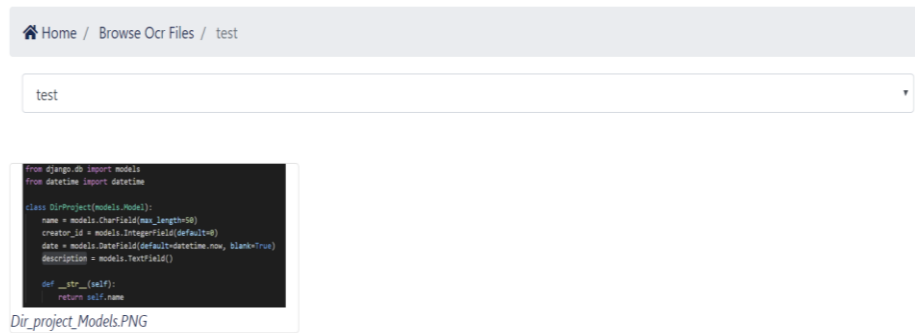 Home / Browse Ocr Files / test
test
from django.db import models
from datetime import datetime
class DirProject(models.Model):
name = models.CharField(max_length=50)
creator_id = models.IntegerField(default=0)
date = models.DateField(default=datetime.now, blank=True)
description = models.TextField()
def __str__(self):
return self.name
Dir_project_Models.PNG